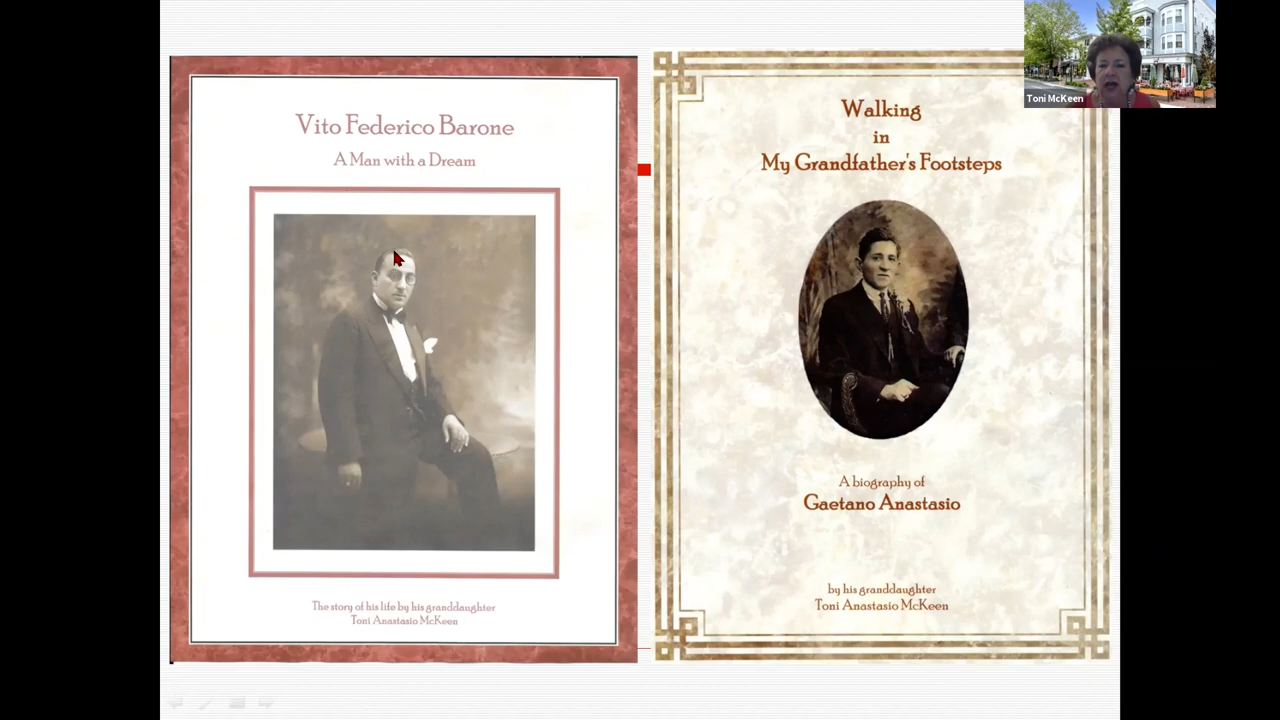 Vito Federico Barone
A Man with a Dream
The story of his life by his granddaughter
Toni Anastasio McKeen
Walking
in
My Grandfather's Footsteps
A biography of
Gaetano Anastasio
by his granddaughter
Toni Anastasio McKeen
Toni McKeen